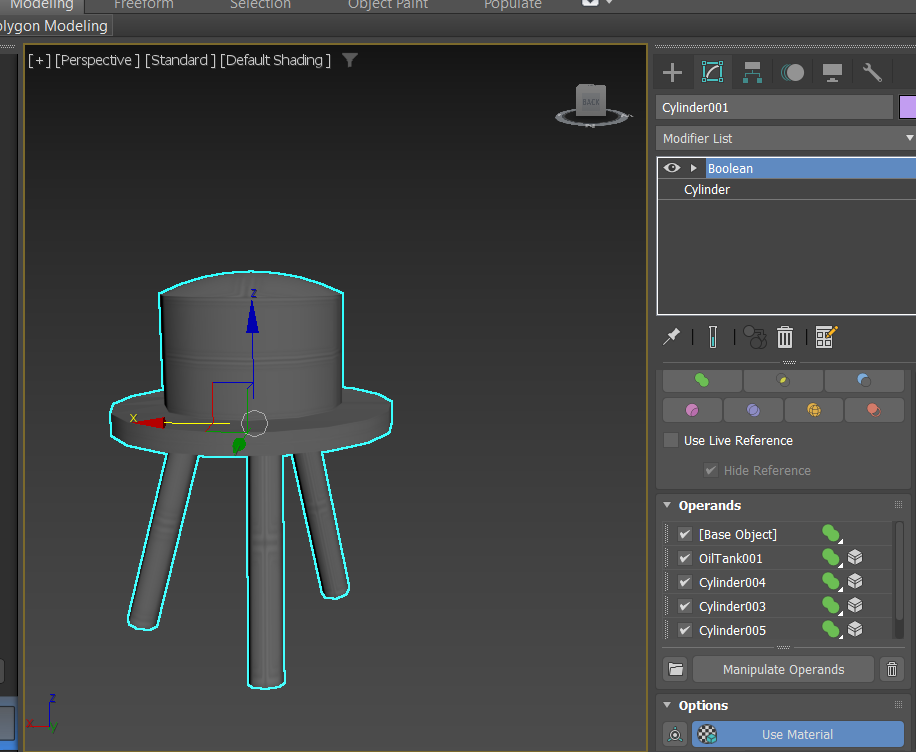 Modeling Freeform Selection Object Paint Populate
olygon Modeling
[+] [Perspective ] [Standard ] [Default Shading ]
BACK
Cylinder001
Modifier List
Boolean
Cylinder
z
x
Use Live Reference
Hide Reference
Operands
[Base Object]
OilTank001
Cylinder004
Cylinder003
Cylinder005
Manipulate Operands
Options
Use Material
z
x
y